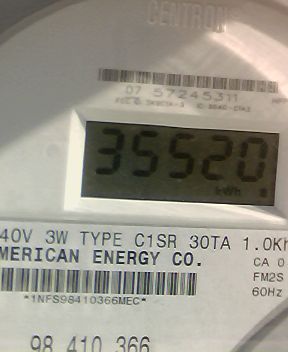 CENTRON
07 57245311
35520
kWh
40V 3W TYPE C1SR 30TA 1.0Kh
MERICAN ENERGY CO.
CA 0
FM2S
60Hz
*1NFS98410366MEC*
98 410 366